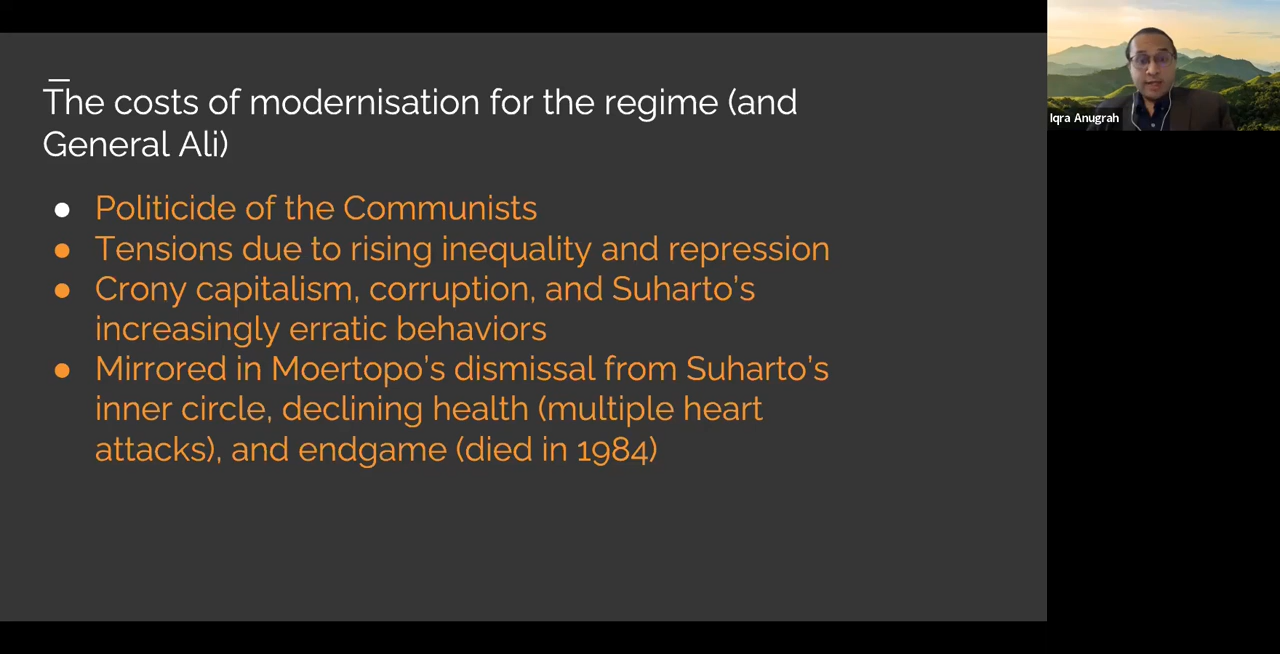 The costs of modernisation for the regime (and
General Ali)
● Politicide of the Communists
● Tensions due to rising inequality and repression
● Crony capitalism, corruption, and Suharto's
increasingly erratic behaviors
● Mirrored in Moertopo's dismissal from Suharto's
inner circle, declining health (multiple heart
attacks), and endgame (died in 1984)
Iqra Anugrah